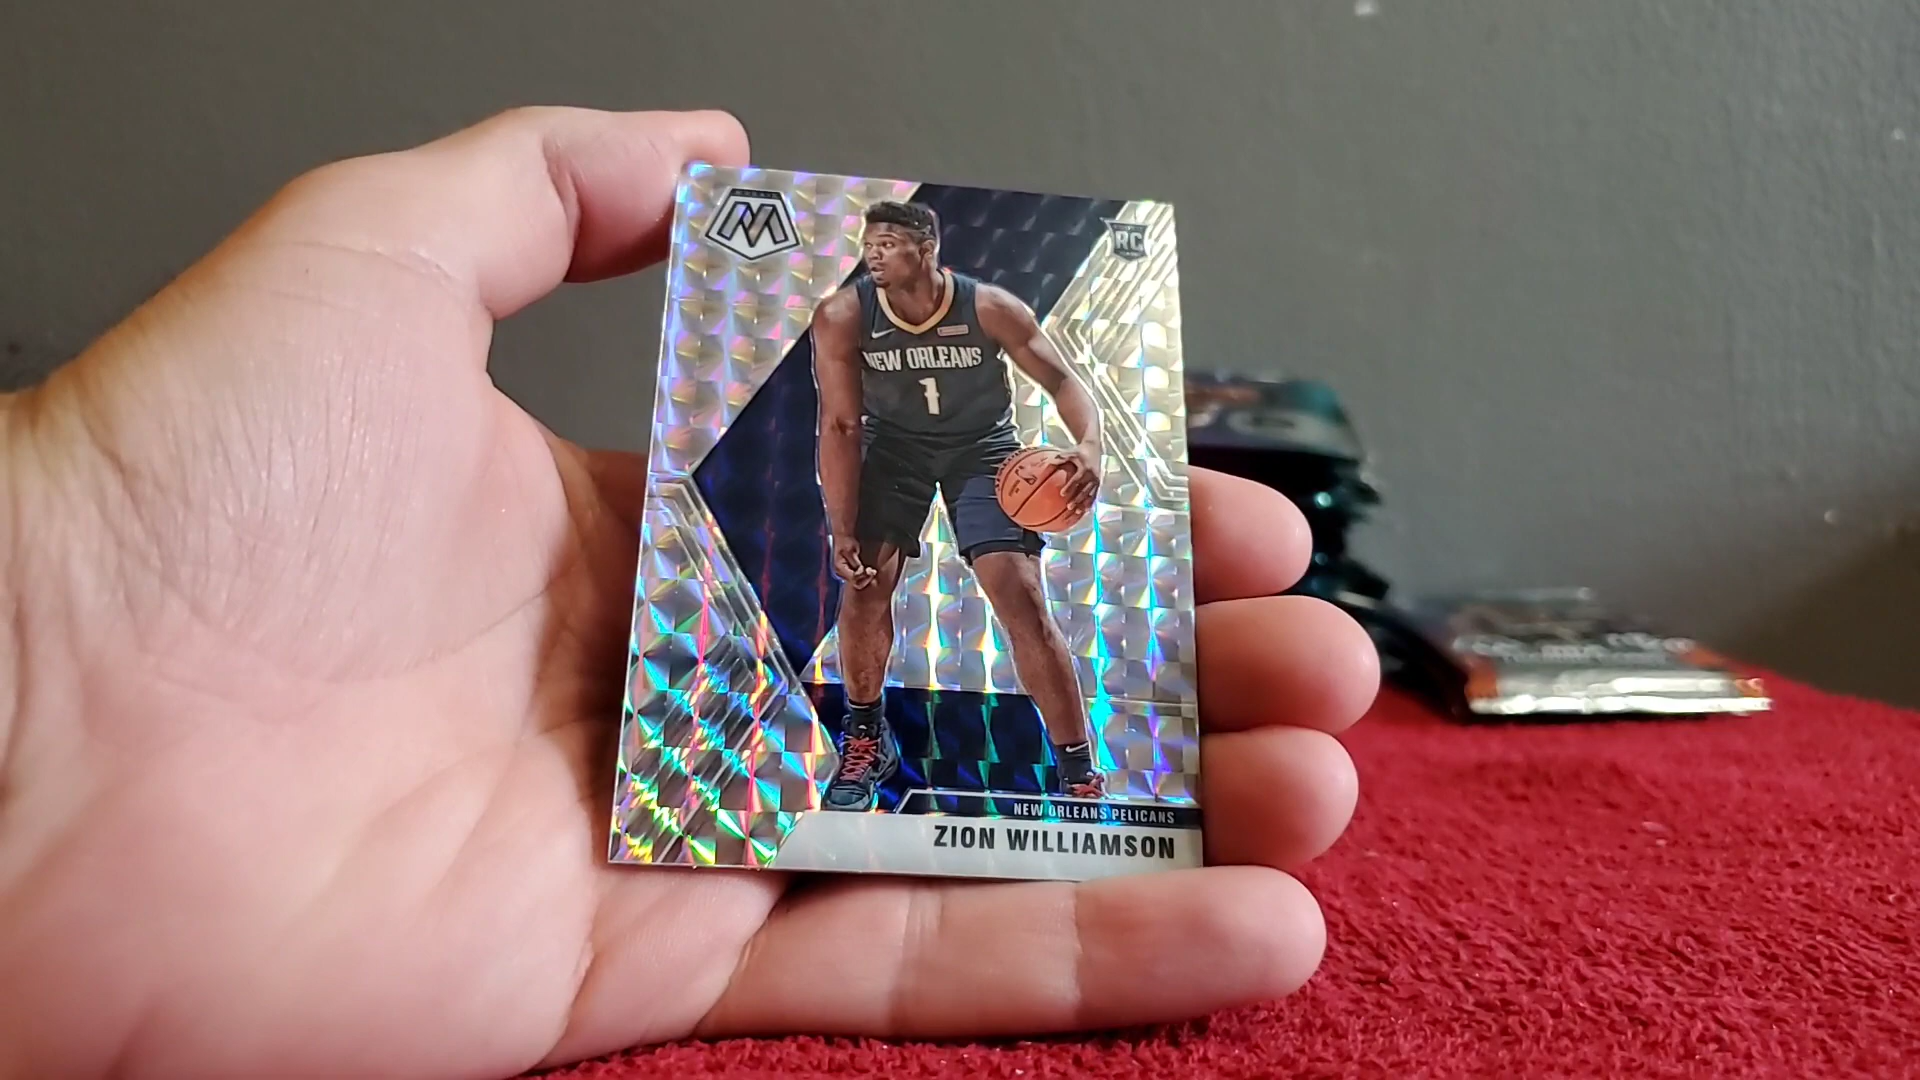 MOSAIC
RC
NEW ORLEANS
1
NEW ORLEANS PELICANS
ZION WILLIAMSON